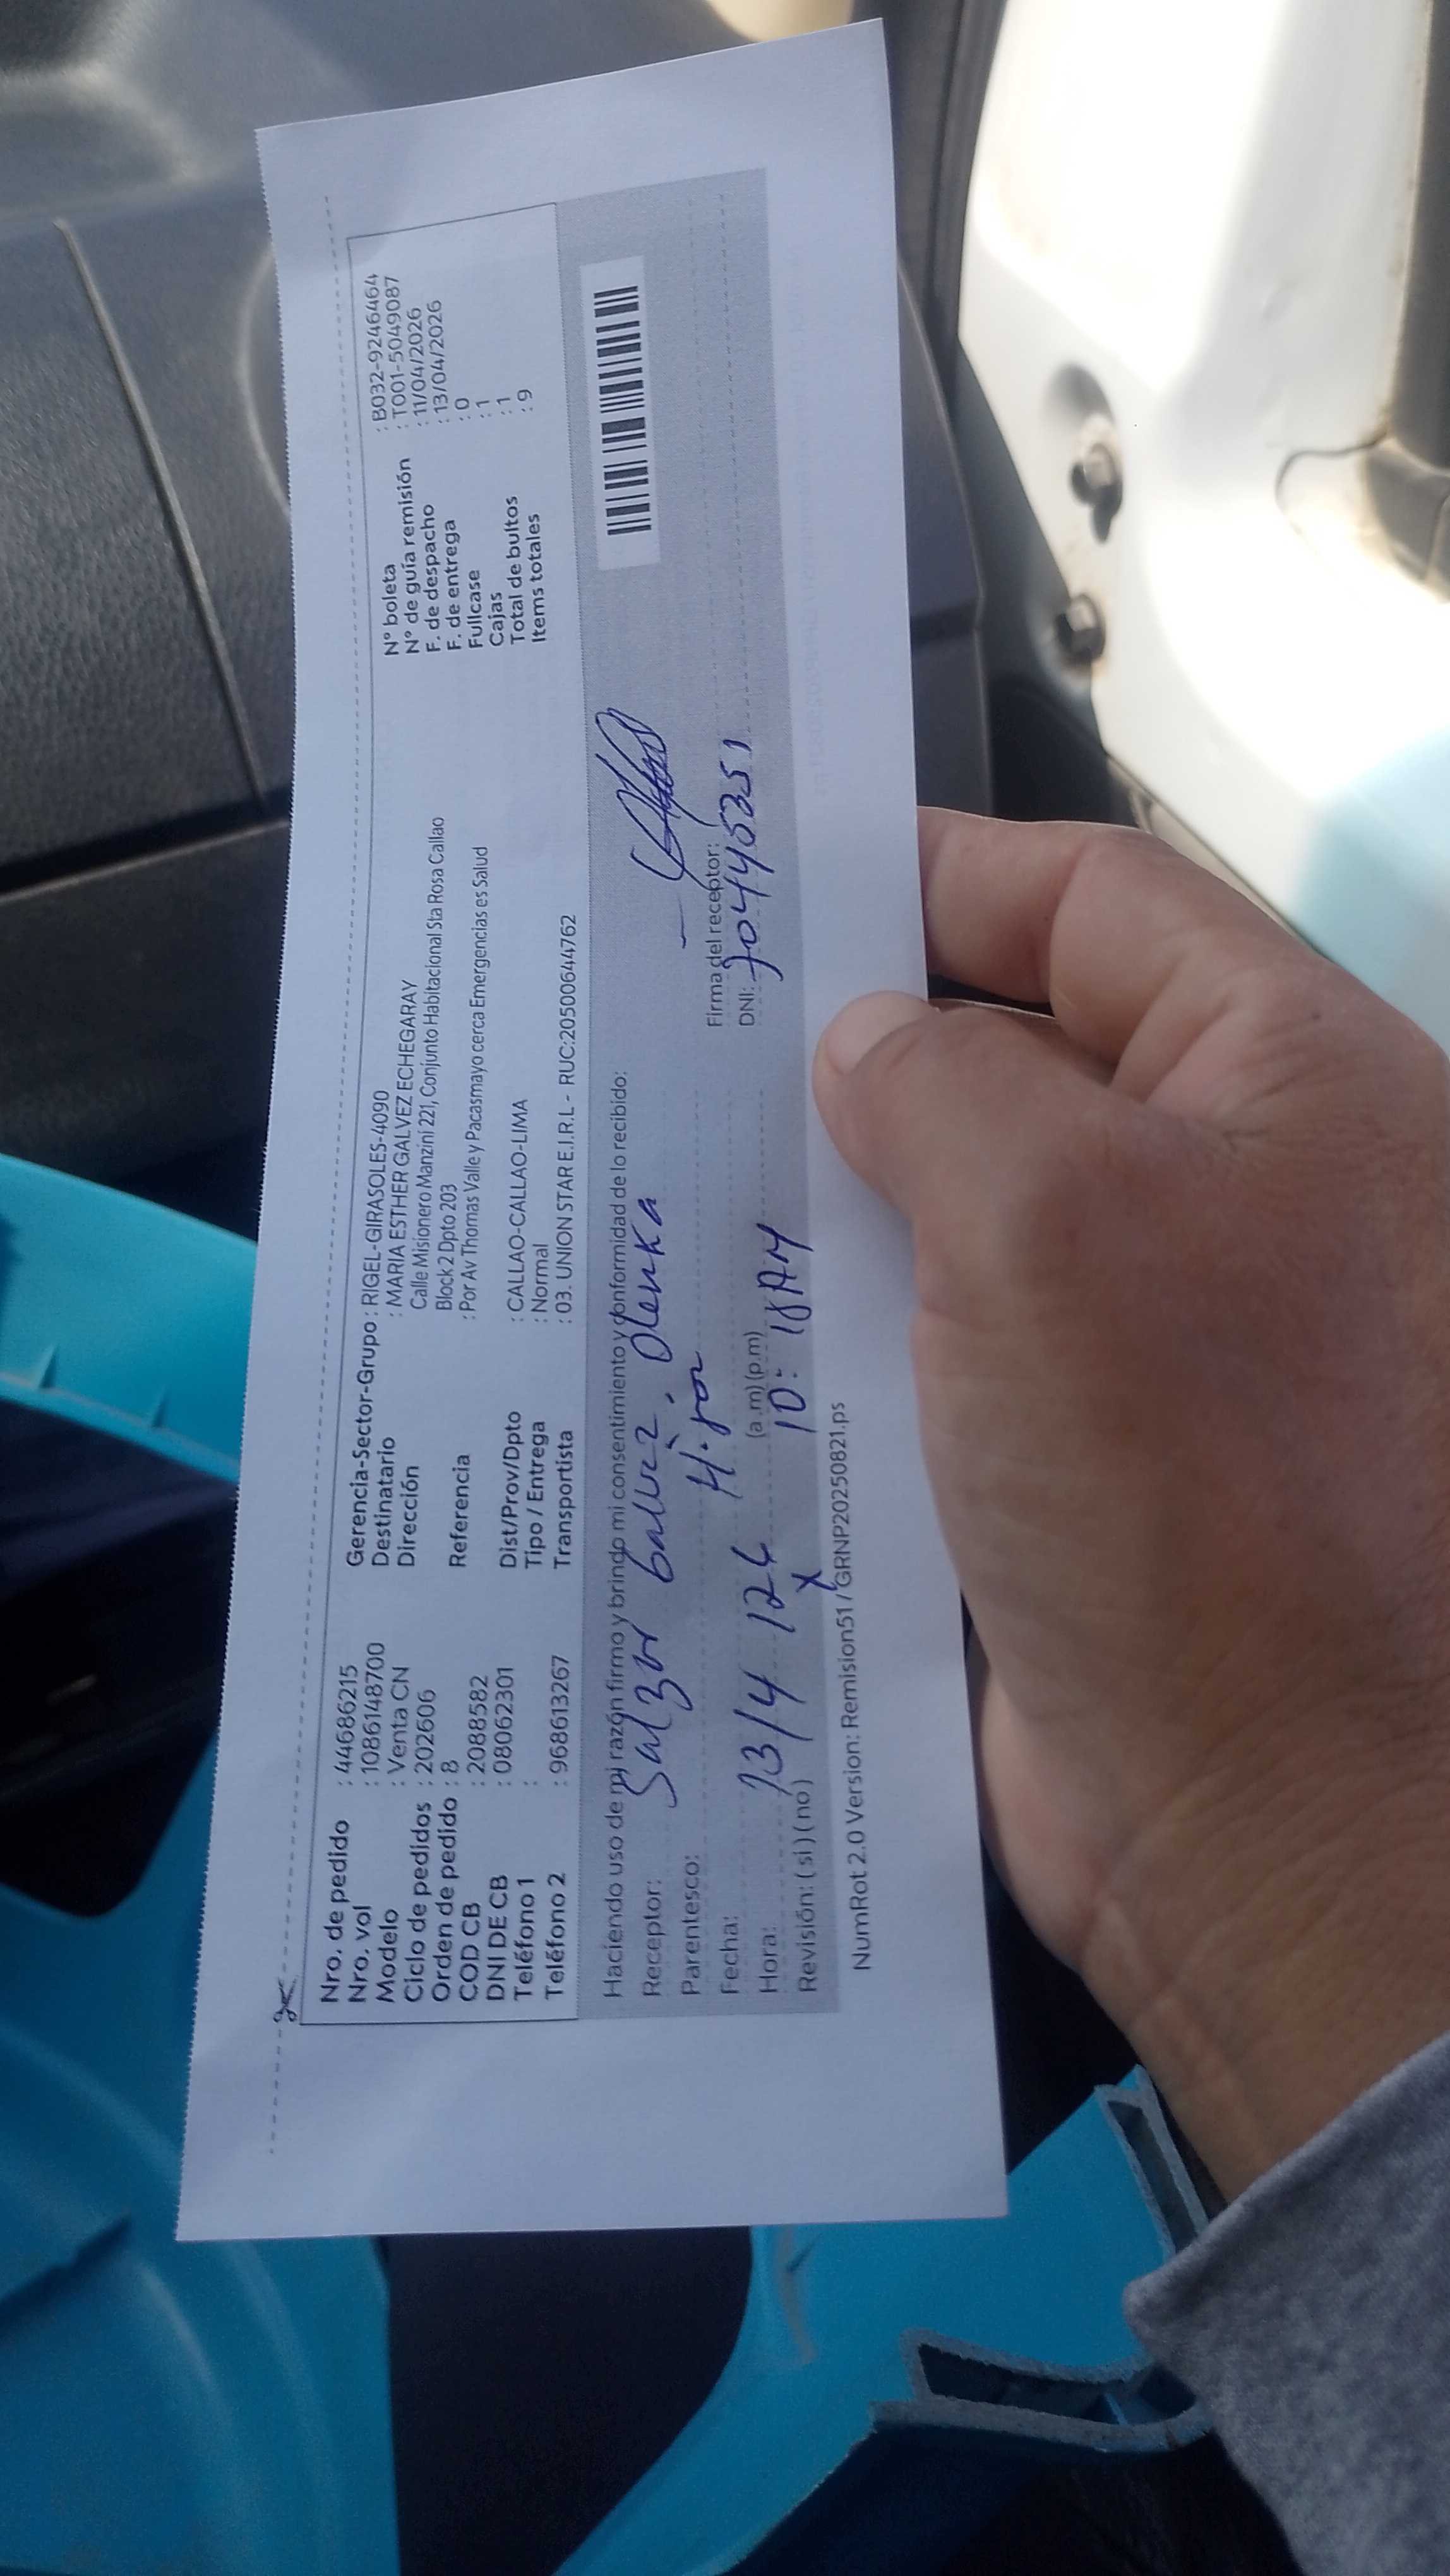 Nro. de pedido : 44686215
Nro. vol : 1086148700
Modelo : Venta CN
Ciclo de pedidos : 202606
Orden de pedido : 8
COD CB : 2088582
DNI DE CB : 08062301
Teléfono 1 :
Teléfono 2 : 968613267
Gerencia-Sector-Grupo : RIGEL-GIRASOLES-4090
Destinatario : MARIA ESTHER GALVEZ ECHEGARAY
Dirección Calle Misionero Manzini 221, Conjunto Habitacional Sta Rosa Callao
Block 2 Dpto 203
Referencia : Por Av Thomas Valle y Pacasmayo cerca Emergencias es Salud
Dist/Prov/Dpto : CALLAO-CALLAO-LIMA
Tipo / Entrega : Normal
Transportista : 03. UNION STAR E.I.R.L - RUC:20500644762
N° boleta : B032-9246464
N° de guía remisión : T001-5049087
F. de despacho : 11/04/2026
F. de entrega : 13/04/2026
Fullcase : 0
Cajas : 1
Total de bultos : 1
Items totales : 9
Haciendo uso de mi razón firmo y brindo mi consentimiento y conformidad de lo recibido:
Receptor: Galvez. Olenka
Parentesco:
Fecha: 13/4
Hora: (a.m)(p.m) 10:18AM
Revisión: (si) (no) X
Firma del receptor:
DNI:
NumRot 2.0 Version: Remision51 / GRNP20250821.ps